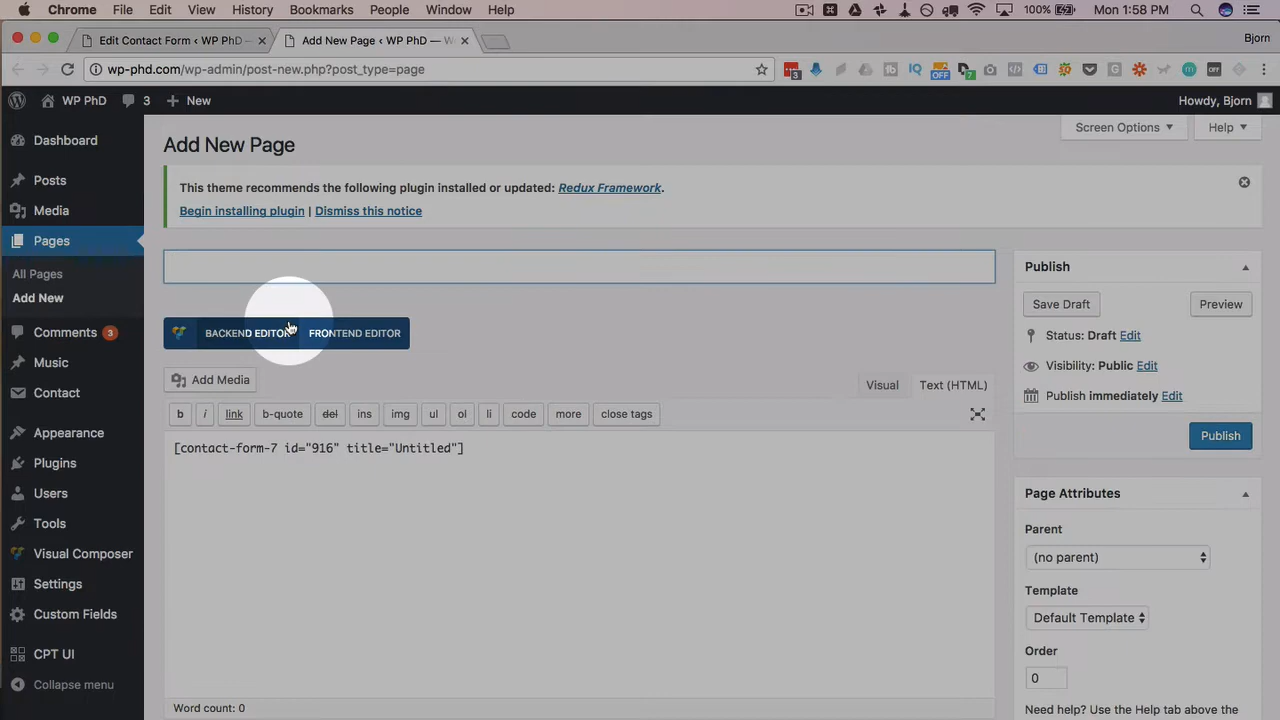 Chrome File Edit View History Bookmarks People Window Help 100% Mon 1:58 PM
Edit Contact Form < WP PhD — Add New Page < WP PhD — W Bjorn
wp-phd.com/wp-admin/post-new.php?post_type=page
WP PhD 3 New Howdy, Bjorn
Screen Options Help
Dashboard
Posts
Media
Pages
All Pages
Add New
Comments 3
Music
Contact
Appearance
Plugins
Users
Tools
Visual Composer
Settings
Custom Fields
CPT UI
Collapse menu
Add New Page
This theme recommends the following plugin installed or updated: Redux Framework.
Begin installing plugin | Dismiss this notice
BACKEND EDITOR FRONTEND EDITOR
Add Media Visual Text (HTML)
b i link b-quote del ins img ul ol li code more close tags
[contact-form-7 id="916" title="Untitled"]
Word count: 0
Publish
Save Draft Preview
Status: Draft Edit
Visibility: Public Edit
Publish immediately Edit
Publish
Page Attributes
Parent
(no parent)
Template
Default Template
Order
0
Need help? Use the Help tab above the